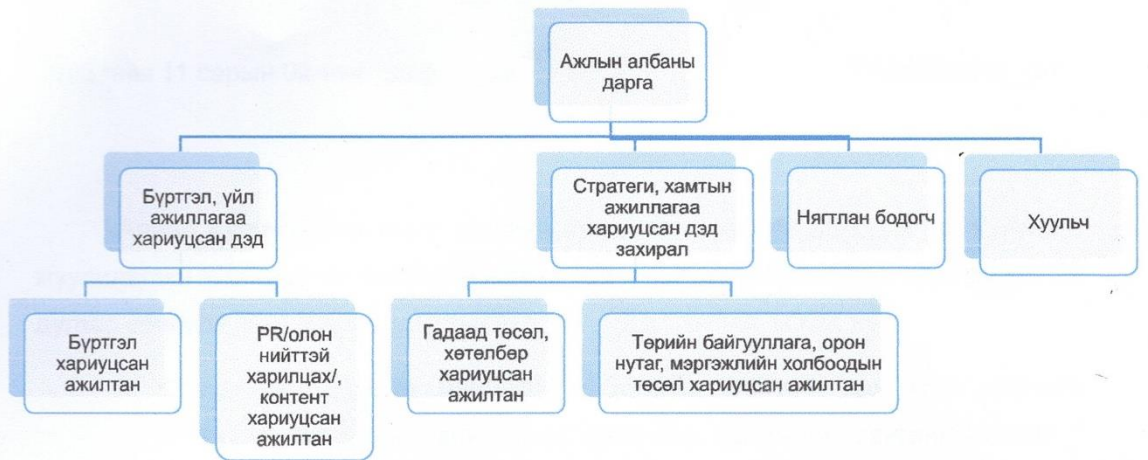 Ажлын албаны
дарга
Бүртгэл, үйл
ажиллагаа
хариуцсан дэд
Стратеги, хамтын
ажиллагаа
хариуцсан дэд
захирал
Нягтлан бодогч
Хуульч
Бүртгэл
хариуцсан
ажилтан
PR/олон
нийттэй
харилцах/,
контент
хариуцсан
ажилтан
Гадаад төсөл,
хөтөлбөр
хариуцсан
ажилтан
Төрийн байгууллага, орон
нутаг, мэргэжлийн холбоодын
төсөл хариуцсан ажилтан